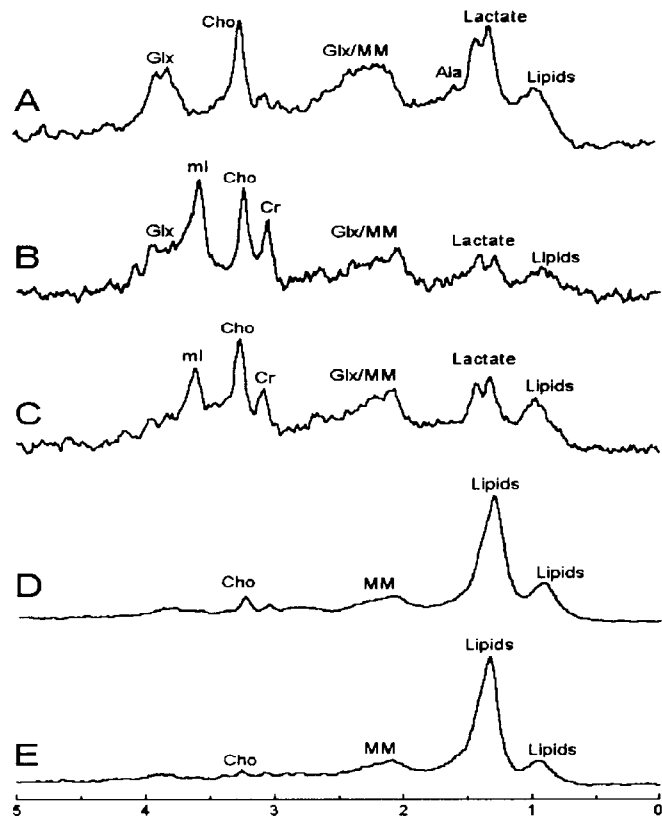 Cho Lactate
Glx Glx/MM Ala Lipids
A
mI Cho Cr
Glx Glx/MM Lactate Lipids
B
Cho
mI Cr Glx/MM Lactate Lipids
C
Lipids
Cho MM Lipids
D
Lipids
Cho MM Lipids
E
5 4 3 2 1 0